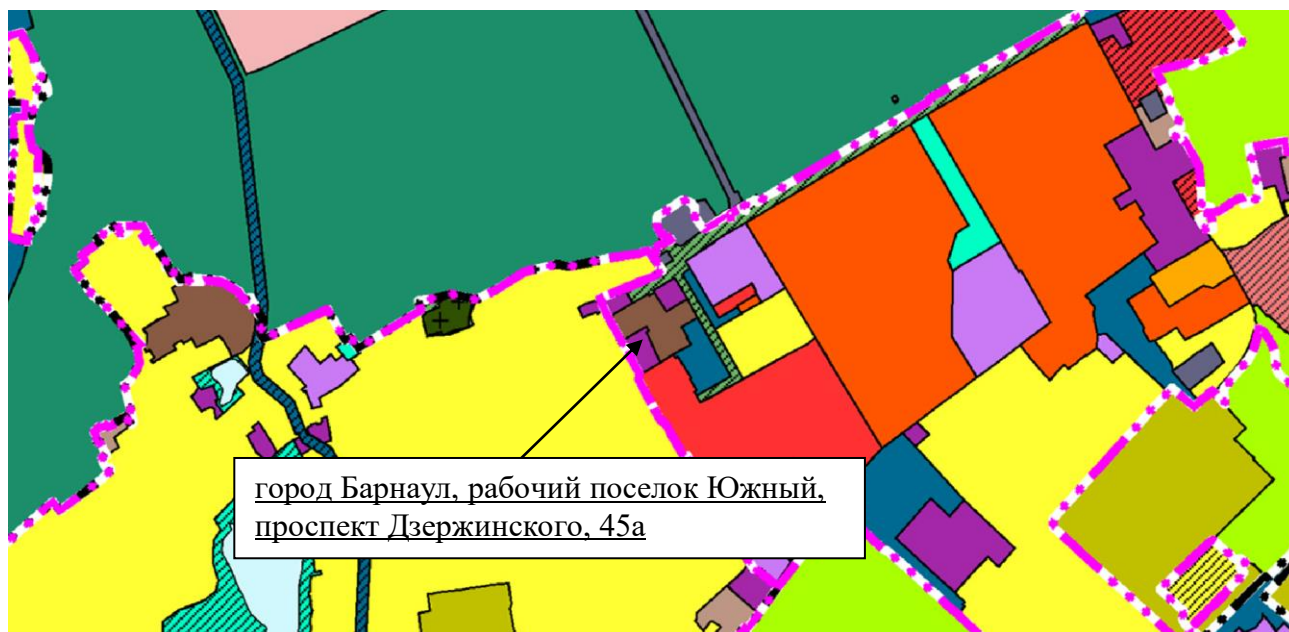 город Барнаул, рабочий поселок Южный,
проспект Дзержинского, 45а